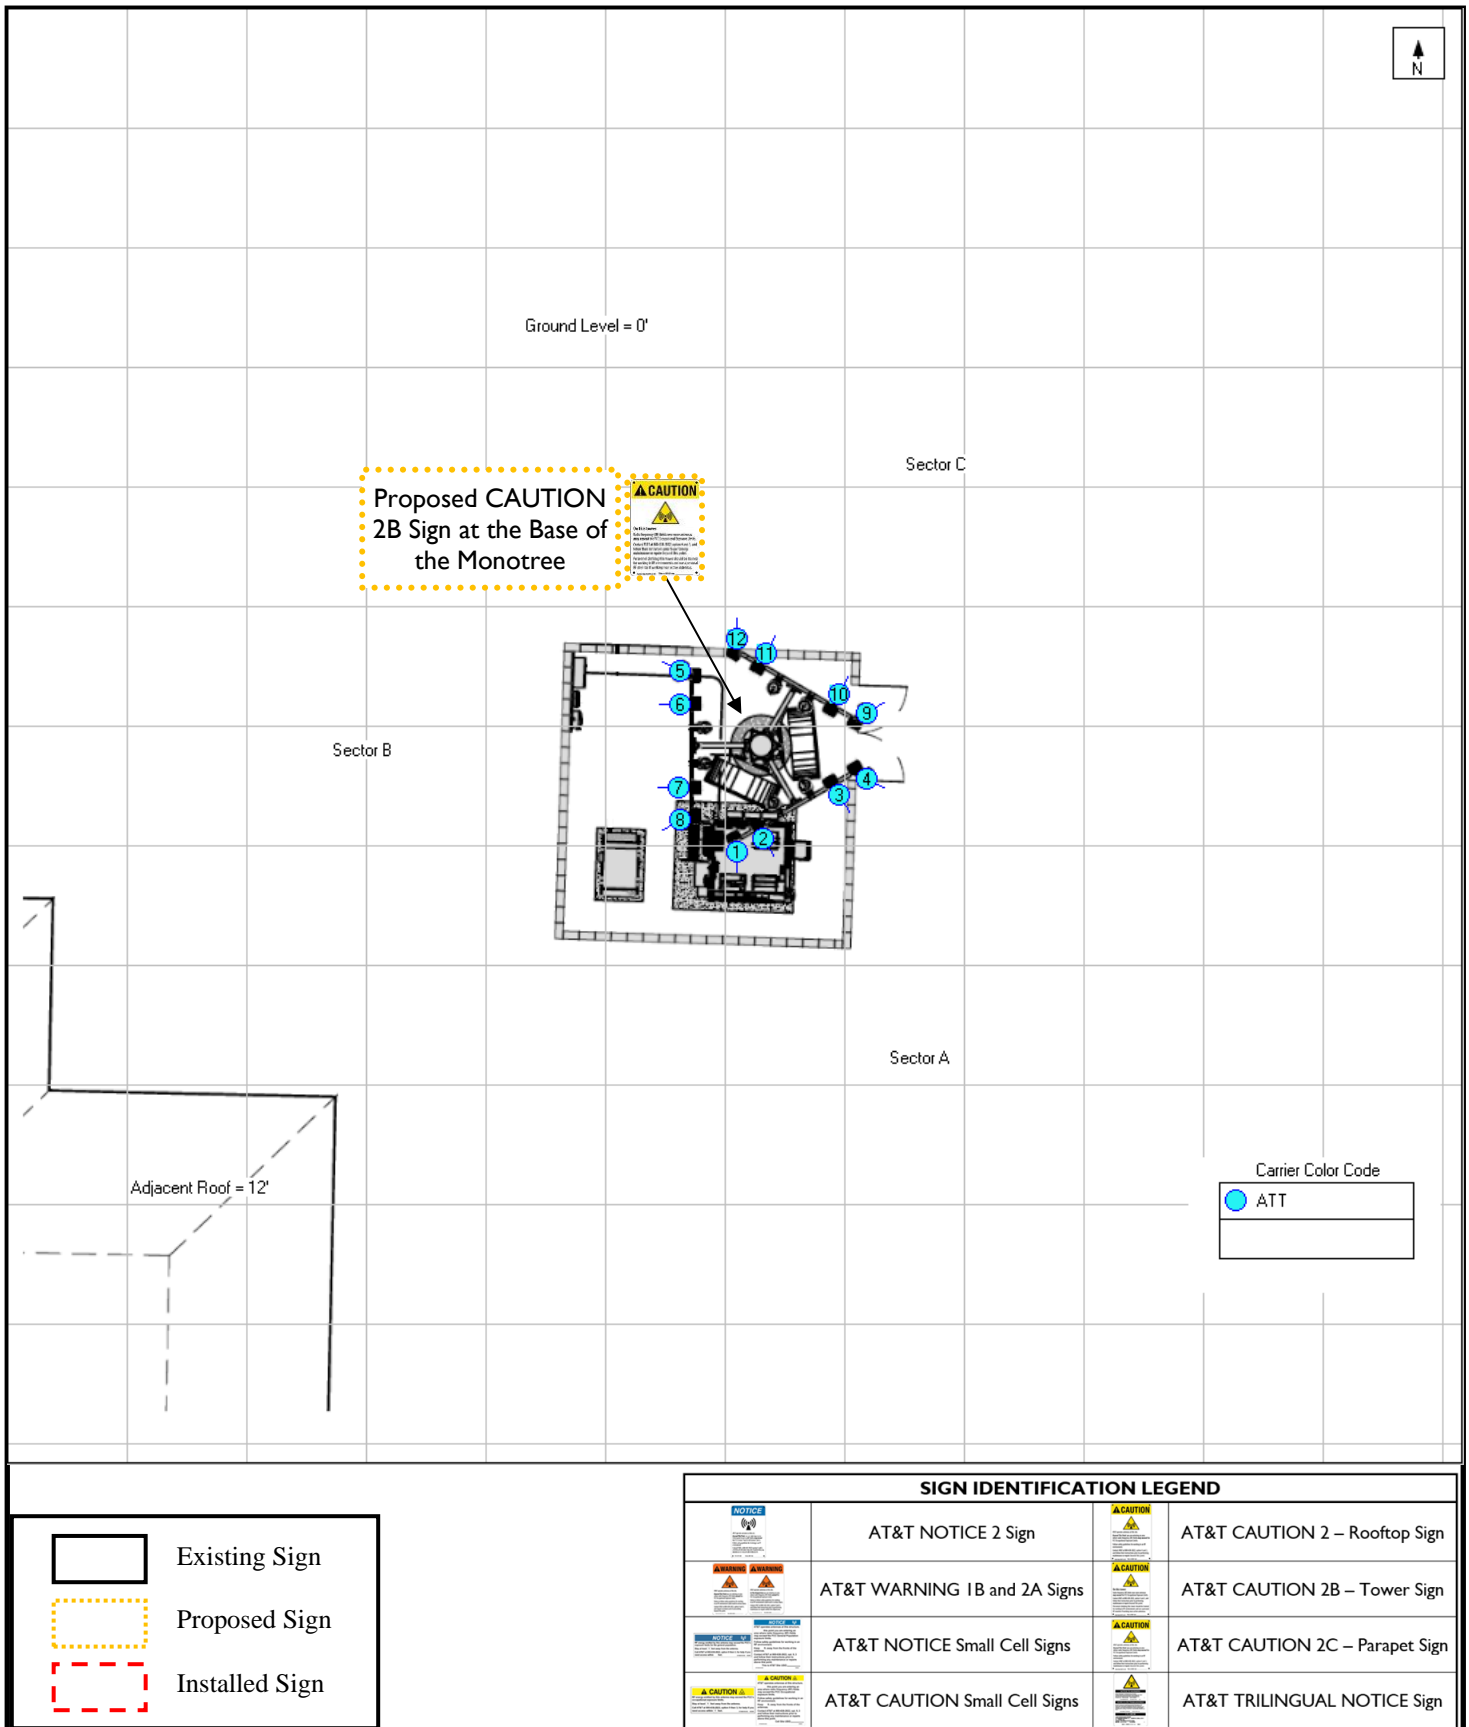 N
Ground Level = 0'
Sector C
Proposed CAUTION
2B Sign at the Base of
the Monotree
CAUTION
12
11
5
10
6
9
Sector B
7
4
3
8
2
1
Sector A
Adjacent Roof = 12'
Carrier Color Code
ATT
Existing Sign
Proposed Sign
Installed Sign
SIGN IDENTIFICATION LEGEND
NOTICE
AT&T NOTICE 2 Sign
CAUTION
AT&T CAUTION 2 – Rooftop Sign
WARNING WARNING
AT&T WARNING 1B and 2A Signs
CAUTION
AT&T CAUTION 2B – Tower Sign
NOTICE NOTICE
AT&T NOTICE Small Cell Signs
CAUTION
AT&T CAUTION 2C – Parapet Sign
CAUTION CAUTION
AT&T CAUTION Small Cell Signs
AT&T TRILINGUAL NOTICE Sign